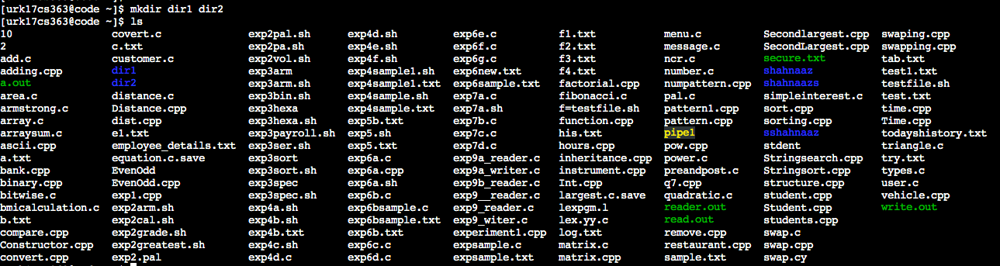 [urk17cs363@code ~]$ mkdir dir1 dir2
[urk17cs363@code ~]$ ls
10 covert.c exp2pal.sh exp4d.sh exp6e.c f1.txt menu.c Secondlargest.cpp swaping.cpp
2 c.txt exp2pa.sh exp4e.sh exp6f.c f2.txt message.c SecondLargest.cpp swapping.cpp
add.c customer.c exp2vol.sh exp4f.sh exp6g.c f3.txt ncr.c secure.txt tab.txt
adding.cpp dir1 exp3arm exp4sample1.sh exp6new.txt f4.txt number.c shahnaaz test1.txt
a.out dir2 exp3arm.sh exp4sample1.txt exp6sample.txt factorial.cpp numpattern.cpp shahnaazs testfile.sh
area.c distance.c exp3bin.sh exp4sample.sh exp7a.c fibonacci.c pal.c simpleinterest.c test.txt
armstrong.c Distance.cpp exp3hexa exp4sample.txt exp7a.sh f=testfile.sh pattern1.cpp sort.cpp time.cpp
array.c dist.cpp exp3hexa.sh exp5b.txt exp7b.c function.cpp pattern.cpp sorting.cpp Time.cpp
arraysum.c e1.txt exp3payroll.sh exp5.sh exp7c.c his.txt pipe1 sshahnaaz todayshistory.txt
ascii.cpp employee_details.txt exp3ser.sh exp5.txt exp7d.c hours.cpp pow.cpp stdent triangle.c
a.txt equation.c.save exp3sort exp6a.c exp9a_reader.c inheritance.cpp power.c Stringsearch.cpp try.txt
bank.cpp EvenOdd exp3sort.sh exp6a.cpp exp9a_writer.c instrument.cpp preandpost.c Stringsort.cpp types.c
binary.cpp EvenOdd.cpp exp3spec exp6a.sh exp9b_reader.c Int.cpp q7.cpp structure.cpp user.c
bitwise.c exp1.cpp exp3spec.sh exp6b.c exp9__reader.c largest.c.save quadratic.c student.cpp vehicle.cpp
bmicalculation.c exp2arm.sh exp4a.sh exp6bsample.c exp9_reader.c lexpgm.l reader.out Student.cpp write.out
b.txt exp2cal.sh exp4b.sh exp6bsample.txt exp9_witer.c lex.yy.c read.out students.cpp
compare.cpp exp2grade.sh exp4b.txt exp6b.txt experiment1.cpp log.txt remove.cpp swap.c
Constructor.cpp exp2greatest.sh exp4c.sh exp6c.c expsample.c matrix.c restaurant.cpp swap.cpp
convert.cpp exp2.pal exp4d.c exp6d.c expsample.txt matrix.cpp sample.txt swap.cy